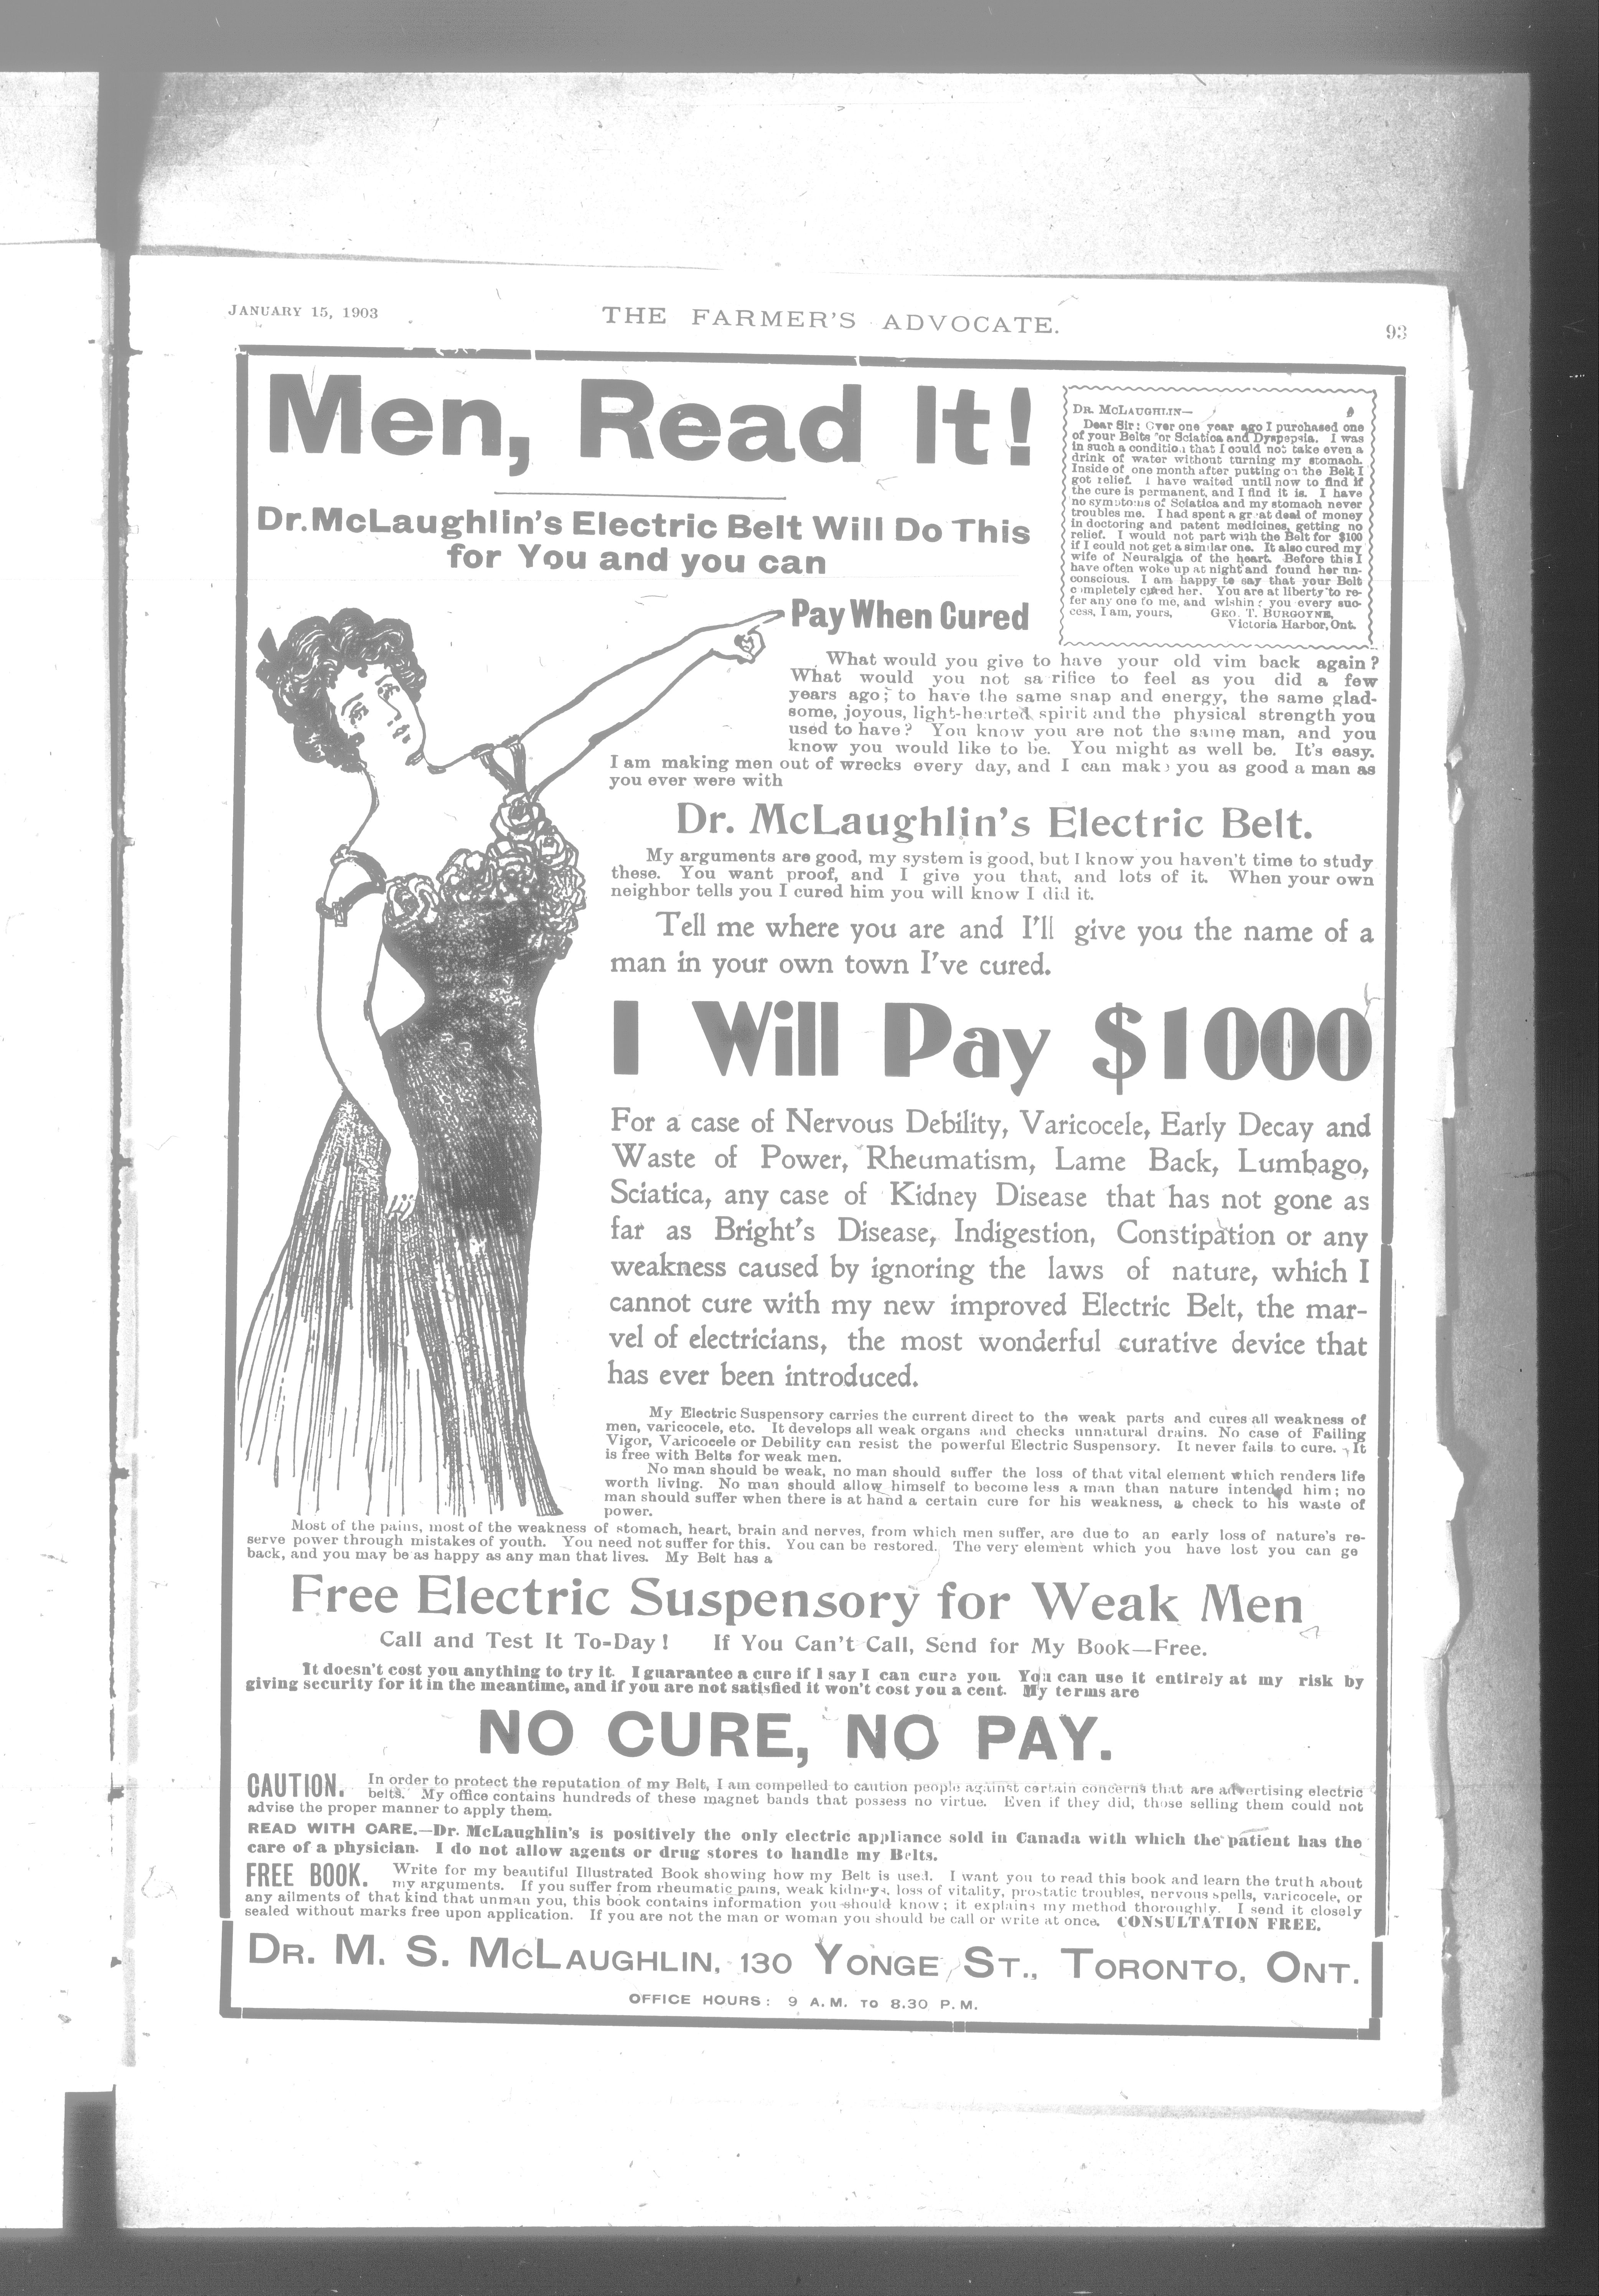 JANUARY 15, 1903
THE FARMER'S ADVOCATE.
93
Men, Read It!
Dr. McLaughlin's Electric Belt Will Do This
for You and you can
Pay When Cured
DR. MCLAUGHLIN—
Dear Sir: Over one year ago I purchased one
of your Belts for Sciatica and Dyspepsia. I was
in such a condition that I could not take even a
drink of water without turning my stomach.
Inside of one month after putting on the Belt I
got relief. I have waited until now to find if
the cure is permanent, and I find it is. I have
no symptoms of Sciatica and my stomach never
troubles me. I had spent a great deal of money
in doctoring and patent medicines, getting no
relief. I would not part with the Belt for $100
if I could not get a similar one. It also cured my
wife of Neuralgia of the heart. Before this I
have often woke up at night and found her un-
conscious. I am happy to say that your Belt
completely cured her. You are at liberty to re-
fer any one to me, and wishing you every suc-
cess, I am, yours, GEO. T. BURGOYNE,
Victoria Harbor, Ont.
What would you give to have your old vim back again?
What would you not sacrifice to feel as you did a few
years ago; to have the same snap and energy, the same glad-
some, joyous, light-hearted spirit and the physical strength you
used to have? You know you are not the same man, and you
know you would like to be. You might as well be. It's easy.
I am making men out of wrecks every day, and I can make you as good a man as
you ever were with
Dr. McLaughlin's Electric Belt.
My arguments are good, my system is good, but I know you haven't time to study
these. You want proof, and I give you that, and lots of it. When your own
neighbor tells you I cured him you will know I did it.
Tell me where you are and I'll give you the name of a
man in your own town I've cured.
I Will Pay $1000
For a case of Nervous Debility, Varicocele, Early Decay and
Waste of Power, Rheumatism, Lame Back, Lumbago,
Sciatica, any case of Kidney Disease that has not gone as
far as Bright's Disease, Indigestion, Constipation or any
weakness caused by ignoring the laws of nature, which I
cannot cure with my new improved Electric Belt, the mar-
vel of electricians, the most wonderful curative device that
has ever been introduced.
My Electric Suspensory carries the current direct to the weak parts and cures all weakness of
men, varicocele, etc. It develops all weak organs and checks unnatural drains. No case of Failing
Vigor, Varicocele or Debility can resist the powerful Electric Suspensory. It never fails to cure. It
is free with Belts for weak men.
No man should be weak, no man should suffer the loss of that vital element which renders life
worth living. No man should allow himself to become less a man than nature intended him; no
man should suffer when there is at hand a certain cure for his weakness, a check to his waste of
power.
Most of the pains, most of the weakness of stomach, heart, brain and nerves, from which men suffer, are due to an early loss of nature's re-
serve power through mistakes of youth. You need not suffer for this. You can be restored. The very element which you have lost you can ge
back, and you may be as happy as any man that lives. My Belt has a
Free Electric Suspensory for Weak Men
Call and Test It To-Day! If You Can't Call, Send for My Book—Free.
It doesn't cost you anything to try it. I guarantee a cure if I say I can cure you. You can use it entirely at my risk by
giving security for it in the meantime, and if you are not satisfied it won't cost you a cent. My terms are
NO CURE, NO PAY.
CAUTION. In order to protect the reputation of my Belt, I am compelled to caution people against certain concerns that are advertising electric
belts. My office contains hundreds of these magnet bands that possess no virtue. Even if they did, those selling them could not
advise the proper manner to apply them.
READ WITH CARE.—Dr. McLaughlin's is positively the only electric appliance sold in Canada with which the patient has the
care of a physician. I do not allow agents or drug stores to handle my Belts.
FREE BOOK. Write for my beautiful Illustrated Book showing how my Belt is used. I want you to read this book and learn the truth about
my arguments. If you suffer from rheumatic pains, weak kidneys, loss of vitality, prostatic troubles, nervous spells, varicocele, or
any ailments of that kind that unman you, this book contains information you should know; it explains my method thoroughly. I send it closely
sealed without marks free upon application. If you are not the man or woman you should be call or write at once. CONSULTATION FREE.
DR. M. S. MCLAUGHLIN, 130 YONGE ST., TORONTO, ONT.
OFFICE HOURS: 9 A.M. TO 8.30 P.M.